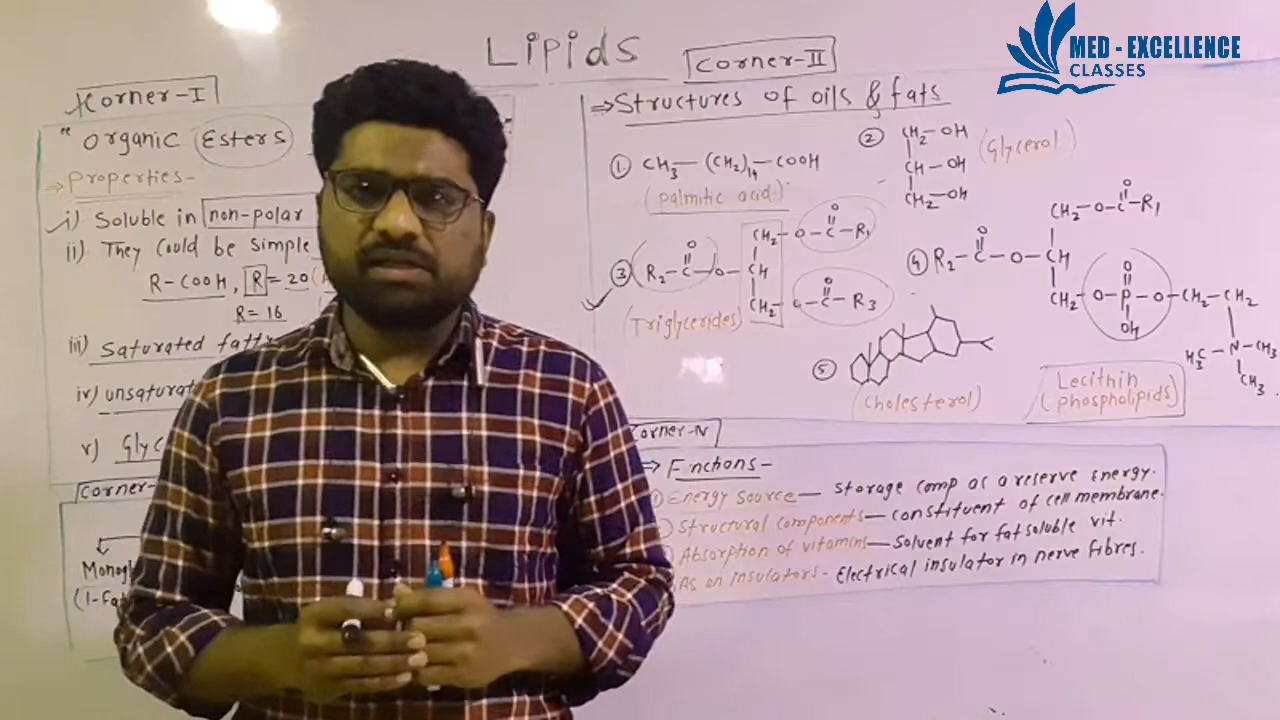 MED - EXCELLENCE
CLASSES
Lipids
Corner-I
" Organic Esters
⇒ Properties-
i) Soluble in non-polar
ii) They Could be Simple
R-COOH, R = 20
R= 16
iii) Saturated fatt
iv) unsaturat
v) Glyc
Corner-
Monog
(1-Fa
Corner-II
⇒ Structures of oils & fats
① CH3— (CH2)14—COOH
(Palmitic acid)
② CH2-OH
CH-OH
CH2-OH
(Glycerol)
③ R2-C-O-CH
O
CH2-O-C-R1
O
CH2-O-C-R3
O
(Triglycerides)
④ R2-C-O-CH
O
CH2-O-C-R1
O
CH2-O-P-O-CH2-CH2
O
OH
H3C-N-CH3
CH3
Lecithin
(phospholipids)
⑤
(Cholesterol)
Corner-IV
⇒ Fnctions-
① Energy Source— Storage Comp as a reserve Energy.
Structural components— constituent of cell membrane.
Absorption of vitamins— Solvent for fat soluble vit.
As an insulators- Electrical insulator in nerve fibres.